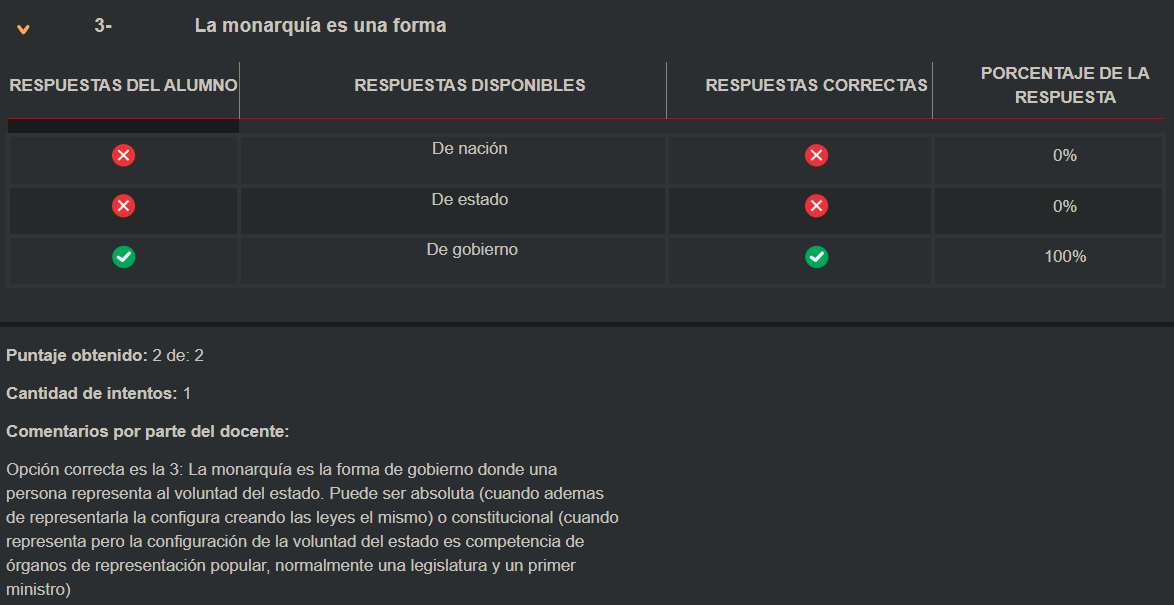 3- La monarquía es una forma
RESPUESTAS DEL ALUMNO RESPUESTAS DISPONIBLES RESPUESTAS CORRECTAS PORCENTAJE DE LA
RESPUESTA
De nación 0%
De estado 0%
De gobierno 100%
Puntaje obtenido: 2 de: 2
Cantidad de intentos: 1
Comentarios por parte del docente:
Opción correcta es la 3: La monarquía es la forma de gobierno donde una
persona representa al voluntad del estado. Puede ser absoluta (cuando ademas
de representarla la configura creando las leyes el mismo) o constitucional (cuando
representa pero la configuración de la voluntad del estado es competencia de
órganos de representación popular, normalmente una legislatura y un primer
ministro)